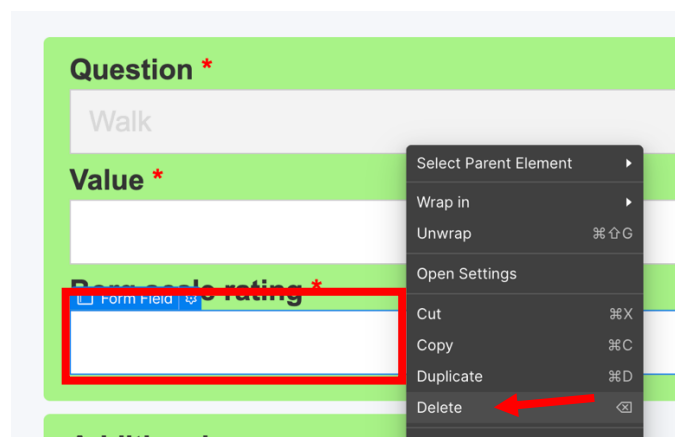 Question *
Walk
Value *
Borg scale rating *
Form Field
Select Parent Element
Wrap in
Unwrap ⌘⇧G
Open Settings
Cut ⌘X
Copy ⌘C
Duplicate ⌘D
Delete ⌫